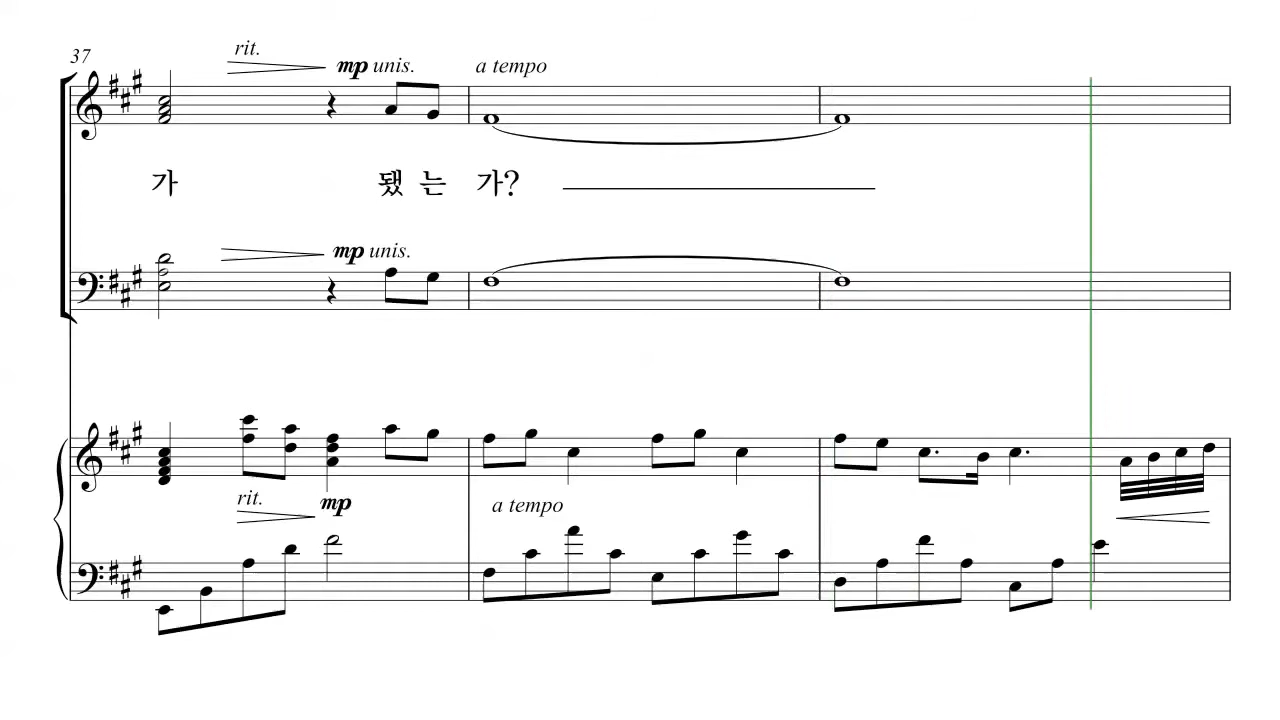 37
rit.
mp unis.
a tempo
가 됐 는 가?
mp unis.
rit.
mp
a tempo